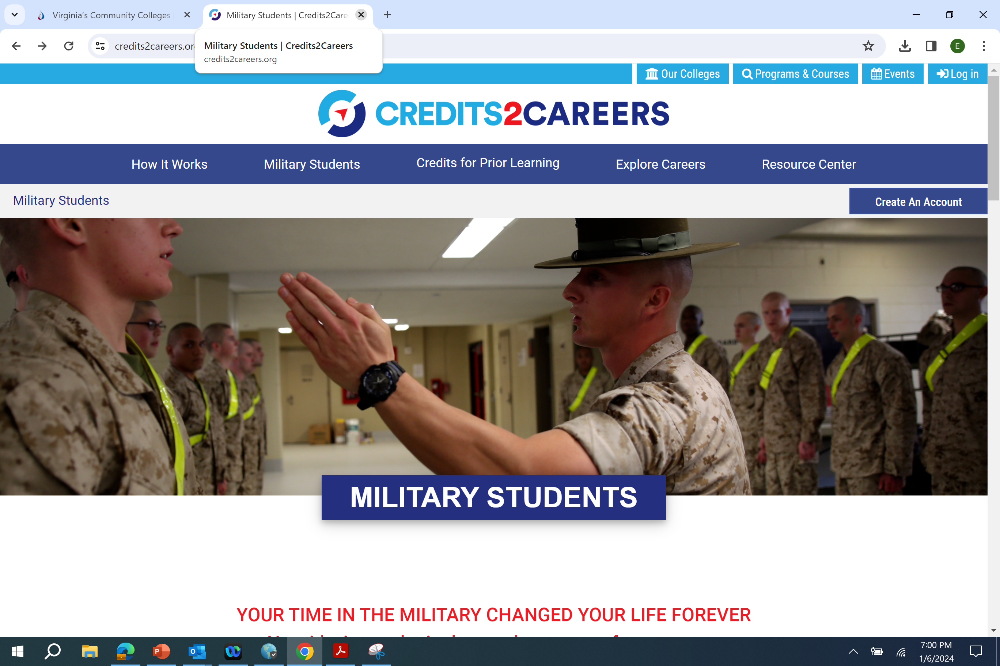 Virginia's Community Colleges
Military Students | Credits2Care
credits2careers.or
Military Students | Credits2Careers
credits2careers.org
E
Our Colleges
Programs & Courses
Events
Log in
CREDITS2CAREERS
How It Works
Military Students
Credits for Prior Learning
Explore Careers
Resource Center
Military Students
Create An Account
MILITARY STUDENTS
YOUR TIME IN THE MILITARY CHANGED YOUR LIFE FOREVER
7:00 PM
1/6/2024